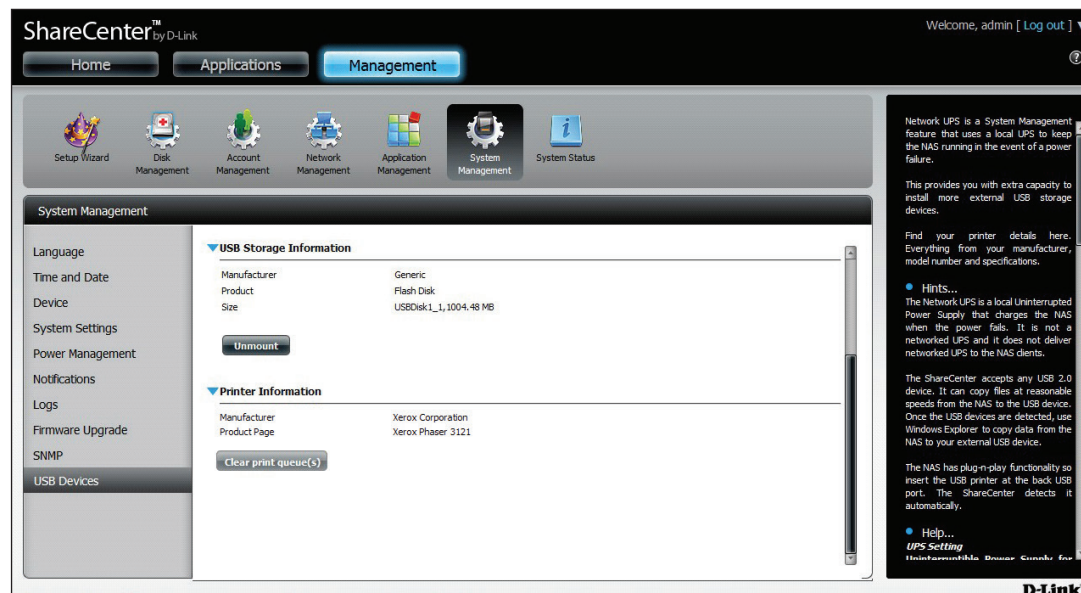 ShareCenter™ by D-Link
Welcome, admin [ Log out ]
Home
Applications
Management
Setup Wizard
Disk
Management
Account
Management
Network
Management
Application
Management
System
Management
System Status
System Management
Language
Time and Date
Device
System Settings
Power Management
Notifications
Logs
Firmware Upgrade
SNMP
USB Devices
USB Storage Information
Manufacturer Generic
Product Flash Disk
Size USBDisk1_1,1004.48 MB
Unmount
Printer Information
Manufacturer Xerox Corporation
Product Page Xerox Phaser 3121
Clear print queue(s)
Network UPS is a System Management
feature that uses a local UPS to keep
the NAS running in the event of a power
failure.
This provides you with extra capacity to
install more external USB storage
devices.
Find your printer details here.
Everything from your manufacturer,
model number and specifications.
Hints...
The Network UPS is a local Uninterrupted
Power Supply that charges the NAS
when the power fails. It is not a
networked UPS and it does not deliver
networked UPS to the NAS clients.
The ShareCenter accepts any USB 2.0
device. It can copy files at reasonable
speeds from the NAS to the USB device.
Once the USB devices are detected, use
Windows Explorer to copy data from the
NAS to your external USB device.
The NAS has plug-n-play functionality so
insert the USB printer at the back USB
port. The ShareCenter detects it
automatically.
Help...
UPS Setting
Uninterruptible Power Supply for
D-Link